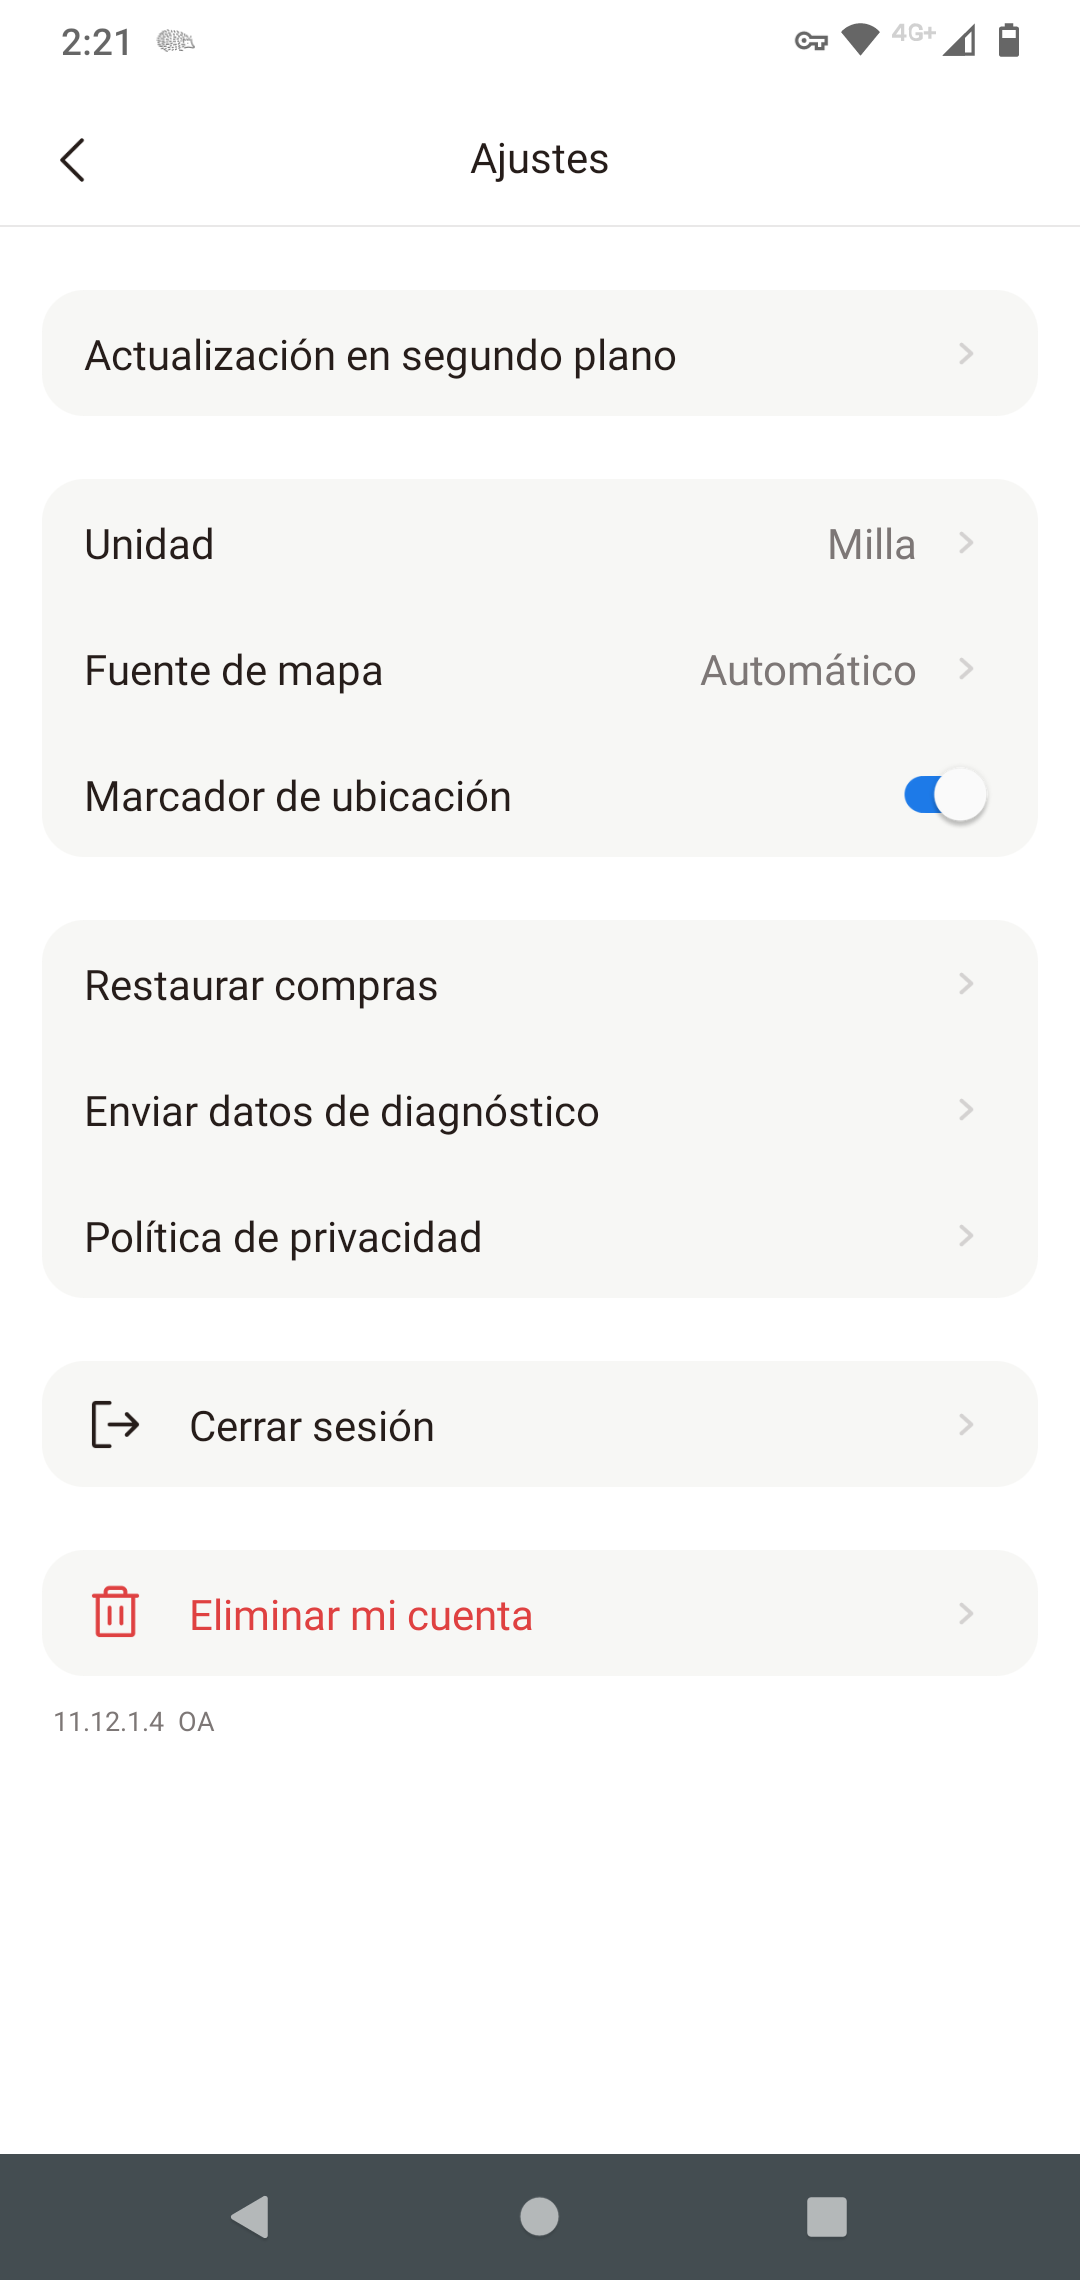 2:21
4G+
Ajustes
Actualización en segundo plano
Unidad Milla
Fuente de mapa Automático
Marcador de ubicación
Restaurar compras
Enviar datos de diagnóstico
Política de privacidad
Cerrar sesión
Eliminar mi cuenta
11.12.1.4 OA